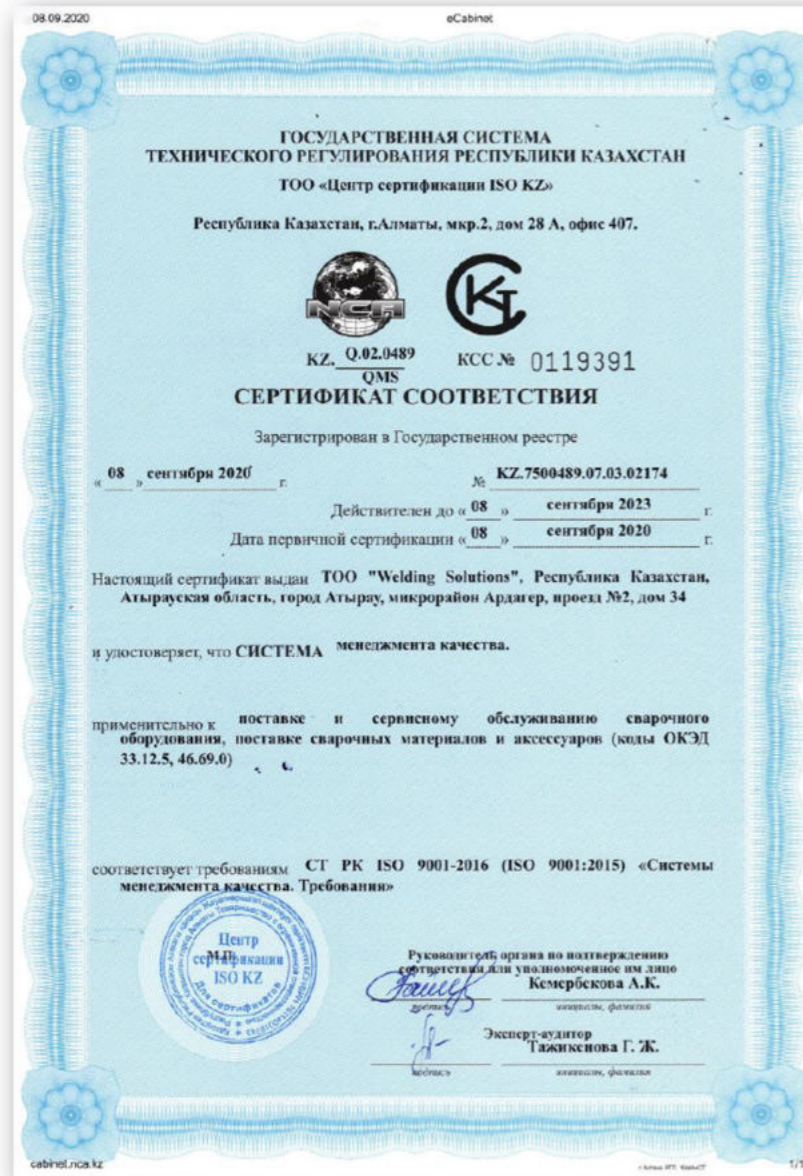 08.09.2020
eCabinet
ГОСУДАРСТВЕННАЯ СИСТЕМА
ТЕХНИЧЕСКОГО РЕГУЛИРОВАНИЯ РЕСПУБЛИКИ КАЗАХСТАН
ТОО «Центр сертификации ISO KZ»
Республика Казахстан, г.Алматы, мкр.2, дом 28 А, офис 407.
NCA
KZ. Q.02.0489
QMS
КСС № 0119391
СЕРТИФИКАТ СООТВЕТСТВИЯ
Зарегистрирован в Государственном реестре
« 08 » сентября 2020 г. № KZ.7500489.07.03.02174
Действителен до « 08 » сентября 2023 г.
Дата первичной сертификации « 08 » сентября 2020 г.
Настоящий сертификат выдан ТОО "Welding Solutions", Республика Казахстан,
Атырауская область, город Атырау, микрорайон Ардагер, проезд №2, дом 34
и удостоверяет, что СИСТЕМА менеджмента качества.
применительно к поставке и сервисному обслуживанию сварочного
оборудования, поставке сварочных материалов и аксессуаров (коды ОКЭД
33.12.5, 46.69.0)
соответствует требованиям СТ РК ISO 9001-2016 (ISO 9001:2015) «Системы
менеджмента качества. Требования»
Центр
сертификации
ISO KZ
Для сертификатов
М.П.
Руководитель органа по подтверждению
соответствия или уполномоченное им лицо
Кемербекова А.К.
подпись
инициалы, фамилия
Эксперт-аудитор
Тажикенова Г. Ж.
подпись
инициалы, фамилия
cabinet.nca.kz
1/1